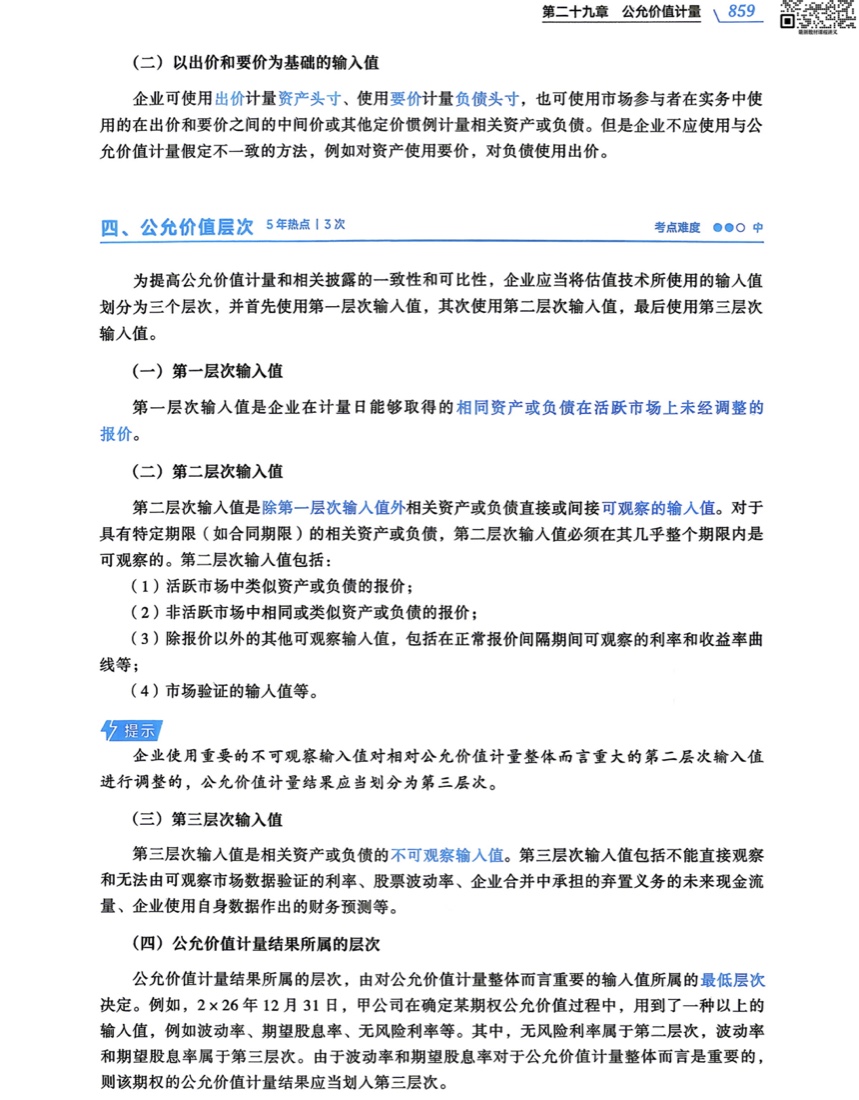 第二十九章 公允价值计量 859
最新教材课程讲义
（二）以出价和要价为基础的输入值
企业可使用出价计量资产头寸、使用要价计量负债头寸，也可使用市场参与者在实务中使
用的在出价和要价之间的中间价或其他定价惯例计量相关资产或负债。但是企业不应使用与公
允价值计量假定不一致的方法，例如对资产使用要价，对负债使用出价。
四、公允价值层次 5年热点 | 3次 考点难度 中
为提高公允价值计量和相关披露的一致性和可比性，企业应当将估值技术所使用的输入值
划分为三个层次，并首先使用第一层次输入值，其次使用第二层次输入值，最后使用第三层次
输入值。
（一）第一层次输入值
第一层次输入值是企业在计量日能够取得的相同资产或负债在活跃市场上未经调整的
报价。
（二）第二层次输入值
第二层次输入值是除第一层次输入值外相关资产或负债直接或间接可观察的输入值。对于
具有特定期限（如合同期限）的相关资产或负债，第二层次输入值必须在其几乎整个期限内是
可观察的。第二层次输入值包括：
（1）活跃市场中类似资产或负债的报价；
（2）非活跃市场中相同或类似资产或负债的报价；
（3）除报价以外的其他可观察输入值，包括在正常报价间隔期间可观察的利率和收益率曲
线等；
（4）市场验证的输入值等。
提示
企业使用重要的不可观察输入值对相对公允价值计量整体而言重大的第二层次输入值
进行调整的，公允价值计量结果应当划分为第三层次。
（三）第三层次输入值
第三层次输入值是相关资产或负债的不可观察输入值。第三层次输入值包括不能直接观察
和无法由可观察市场数据验证的利率、股票波动率、企业合并中承担的弃置义务的未来现金流
量、企业使用自身数据作出的财务预测等。
（四）公允价值计量结果所属的层次
公允价值计量结果所属的层次，由对公允价值计量整体而言重要的输入值所属的最低层次
决定。例如，2×26年12月31日，甲公司在确定某期权公允价值过程中，用到了一种以上的
输入值，例如波动率、期望股息率、无风险利率等。其中，无风险利率属于第二层次，波动率
和期望股息率属于第三层次。由于波动率和期望股息率对于公允价值计量整体而言是重要的，
则该期权的公允价值计量结果应当划入第三层次。